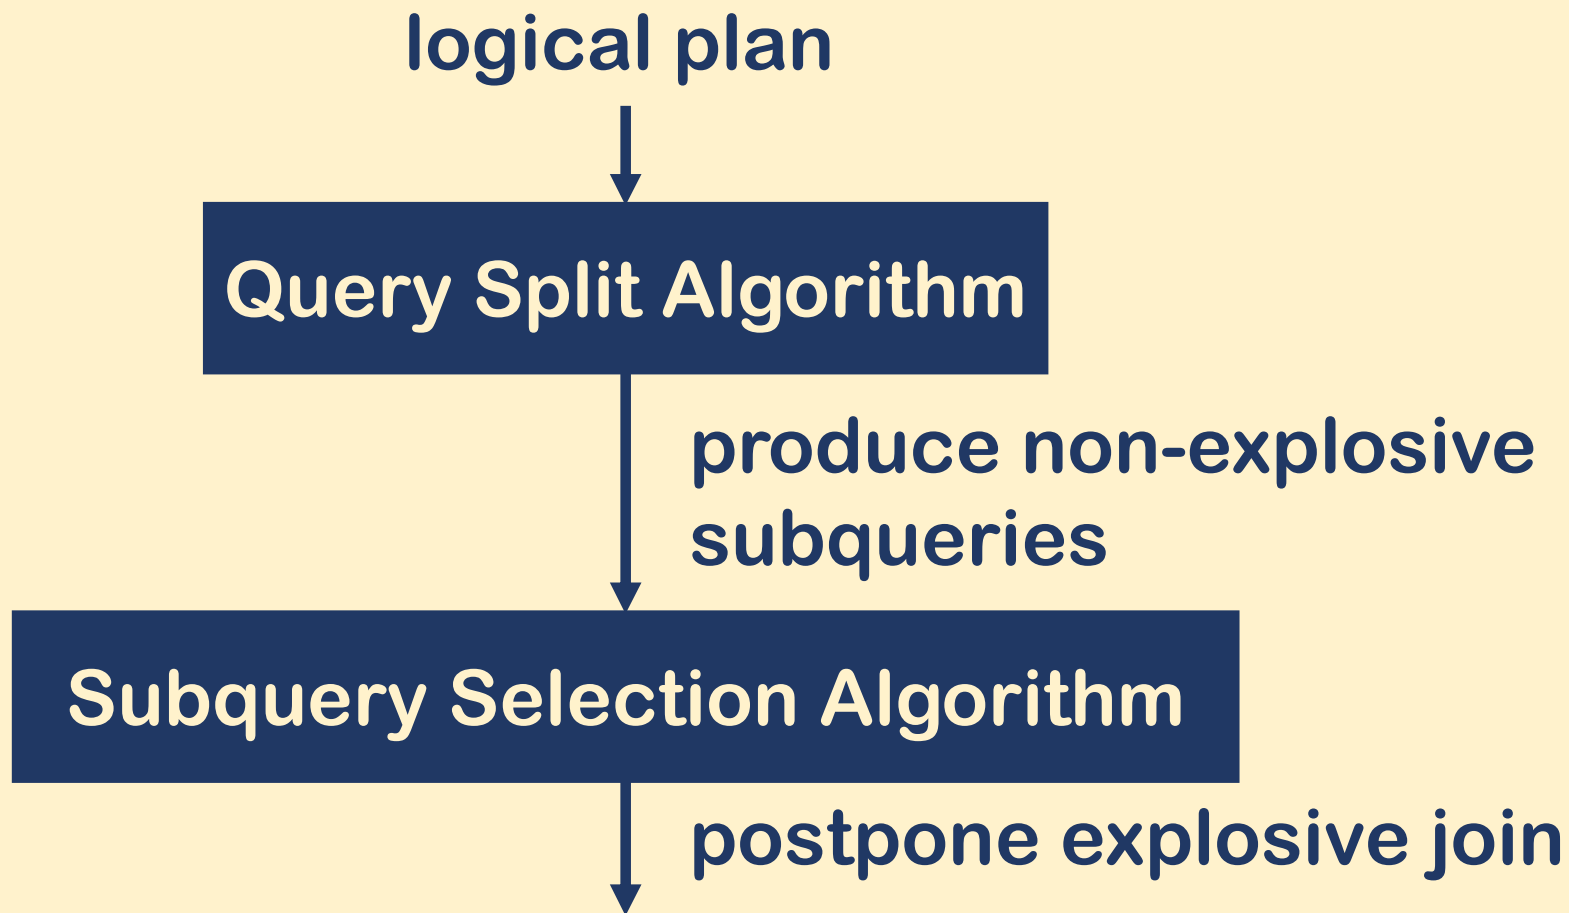 logical plan
Query Split Algorithm
produce non-explosive
subqueries
Subquery Selection Algorithm
postpone explosive join